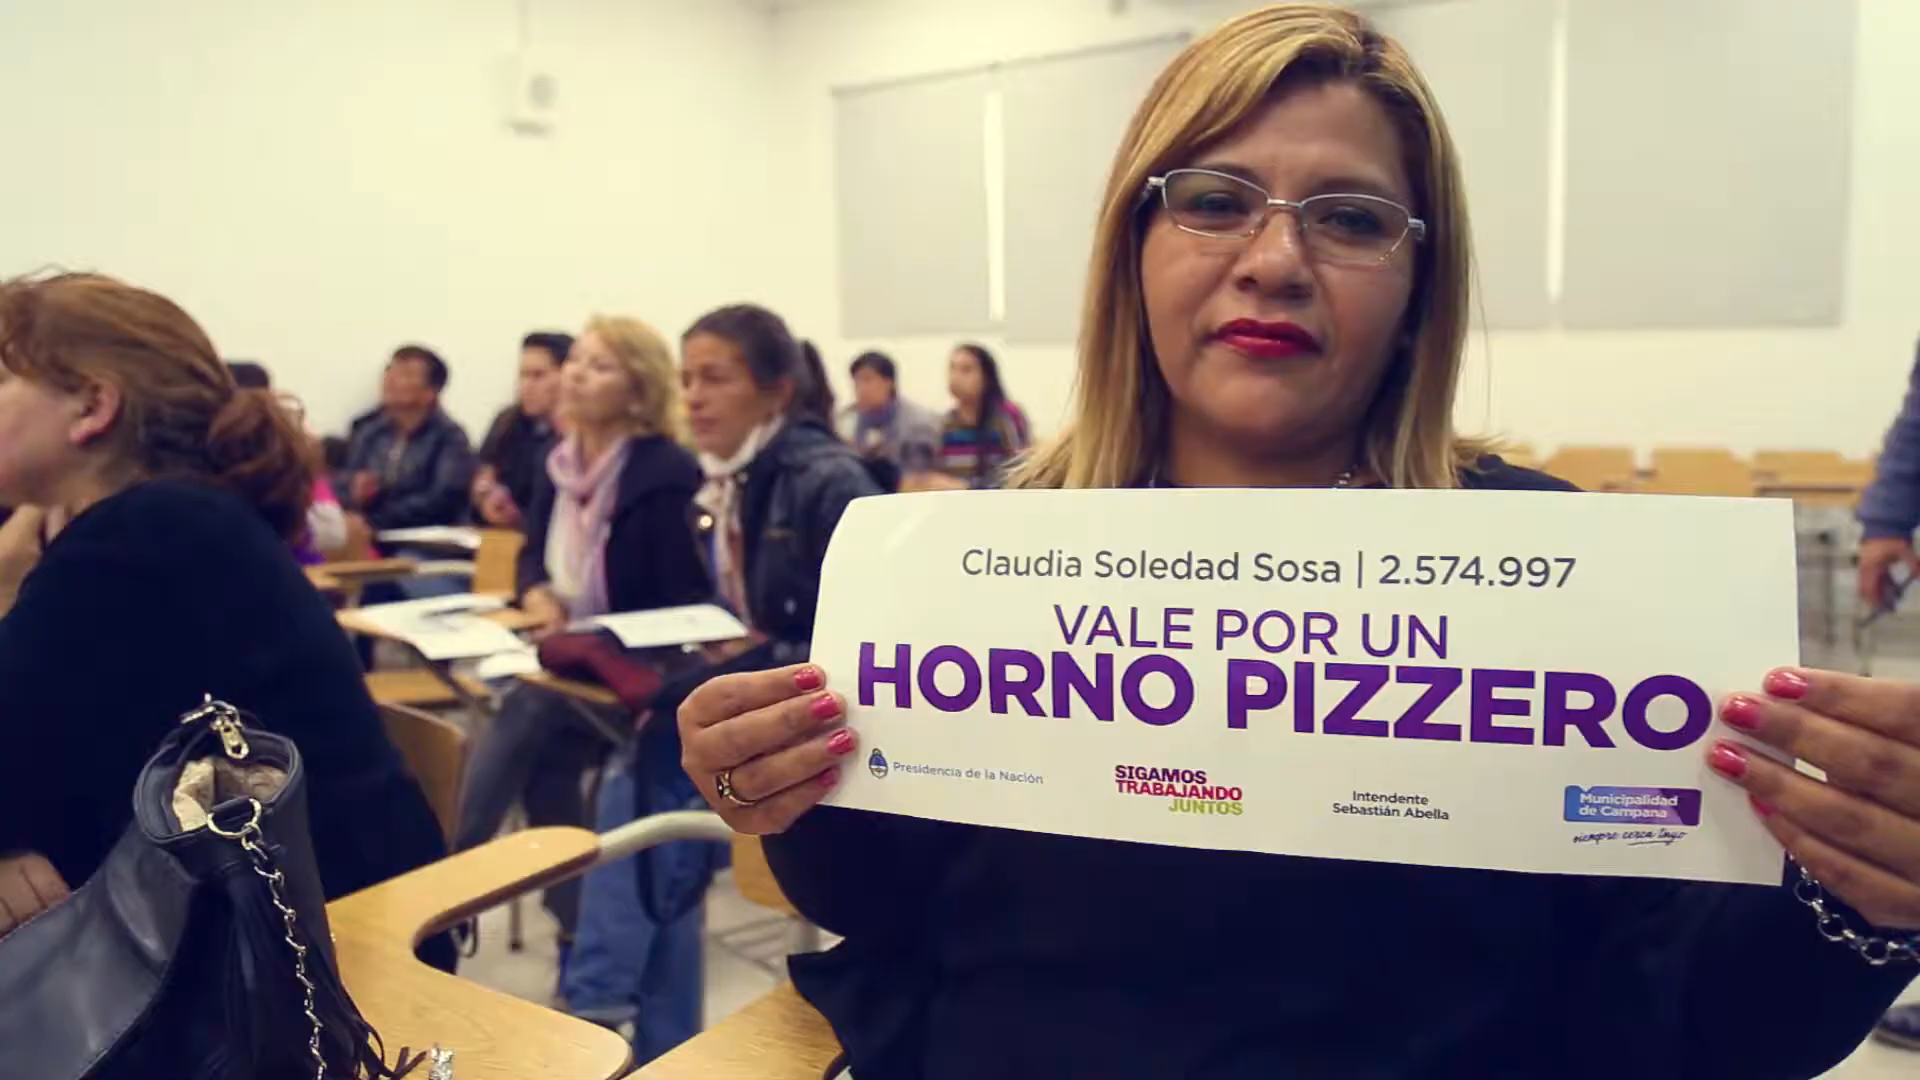 Claudia Soledad Sosa | 2.574.997
VALE POR UN
HORNO PIZZERO
Presidencia de la Nación
SIGAMOS
TRABAJANDO
JUNTOS
Intendente
Sebastián Abella
Municipalidad
de Campana
siempre cerca tuyo